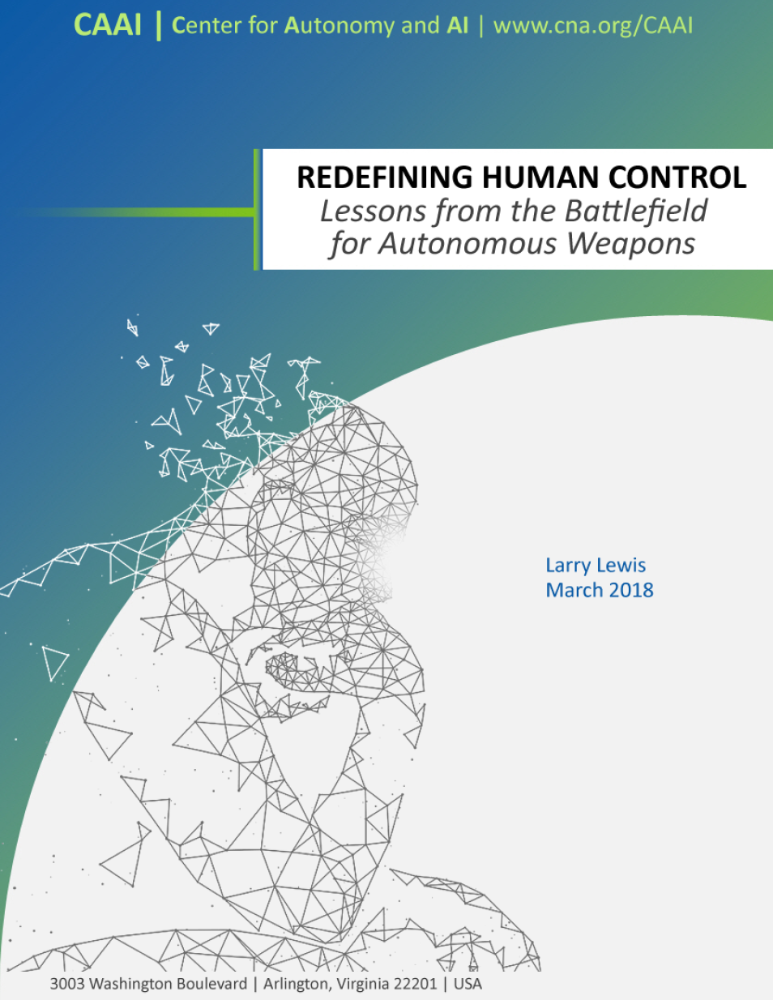 CAAI | Center for Autonomy and AI | www.cna.org/CAAI
REDEFINING HUMAN CONTROL
Lessons from the Battlefield
for Autonomous Weapons
Larry Lewis
March 2018
3003 Washington Boulevard | Arlington, Virginia 22201 | USA